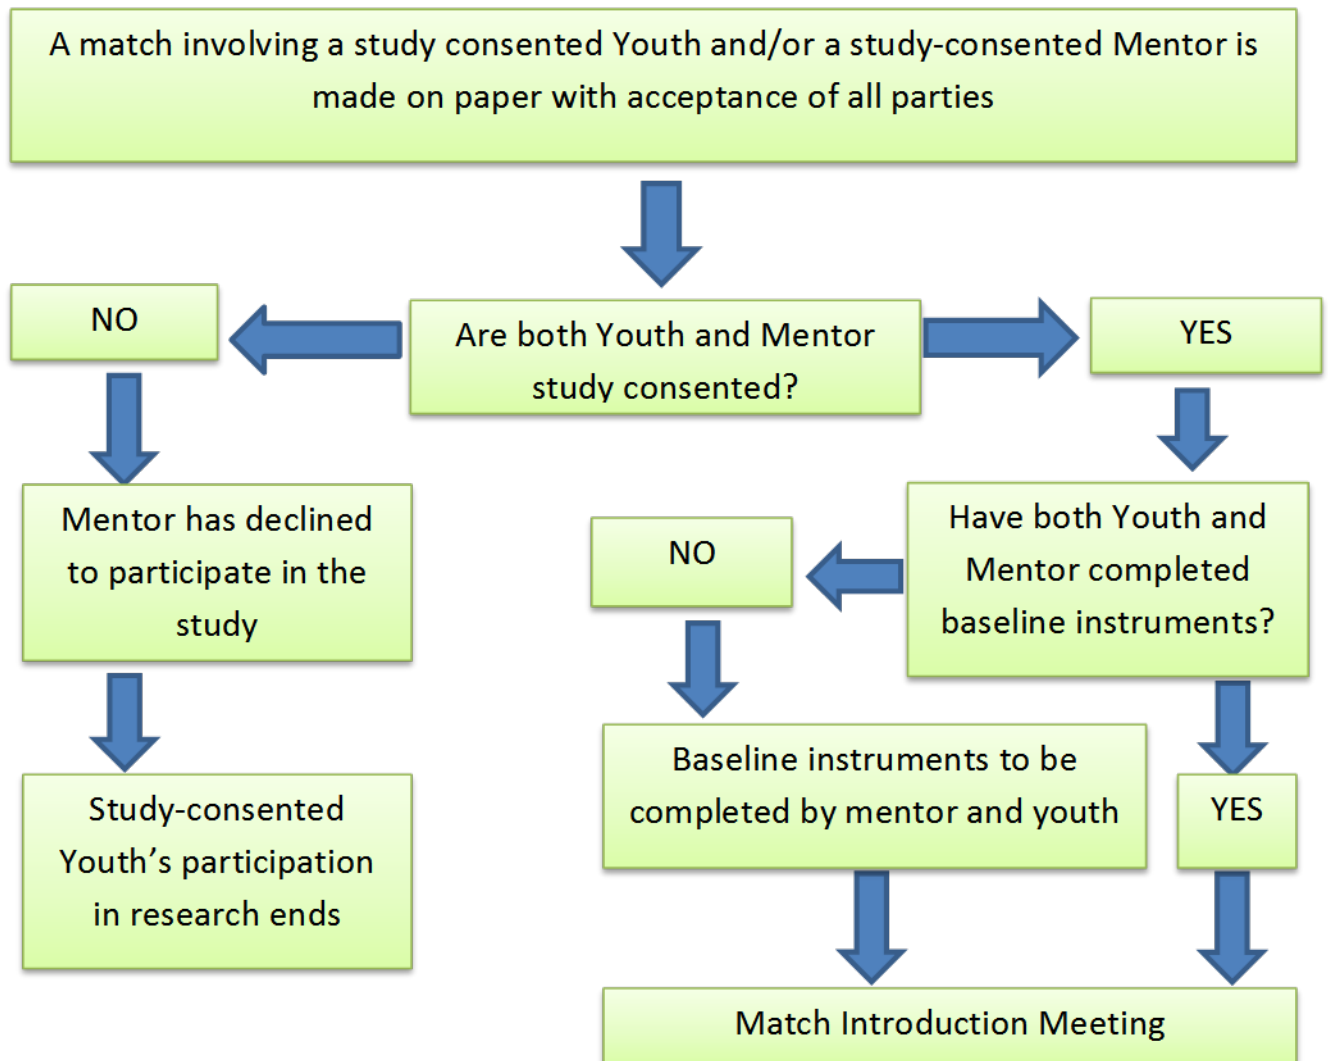 A match involving a study consented Youth and/or a study-consented Mentor is
made on paper with acceptance of all parties
NO
Are both Youth and Mentor
study consented?
YES
Mentor has declined
to participate in the
study
NO
Have both Youth and
Mentor completed
baseline instruments?
Study-consented
Youth’s participation
in research ends
Baseline instruments to be
completed by mentor and youth
YES
Match Introduction Meeting